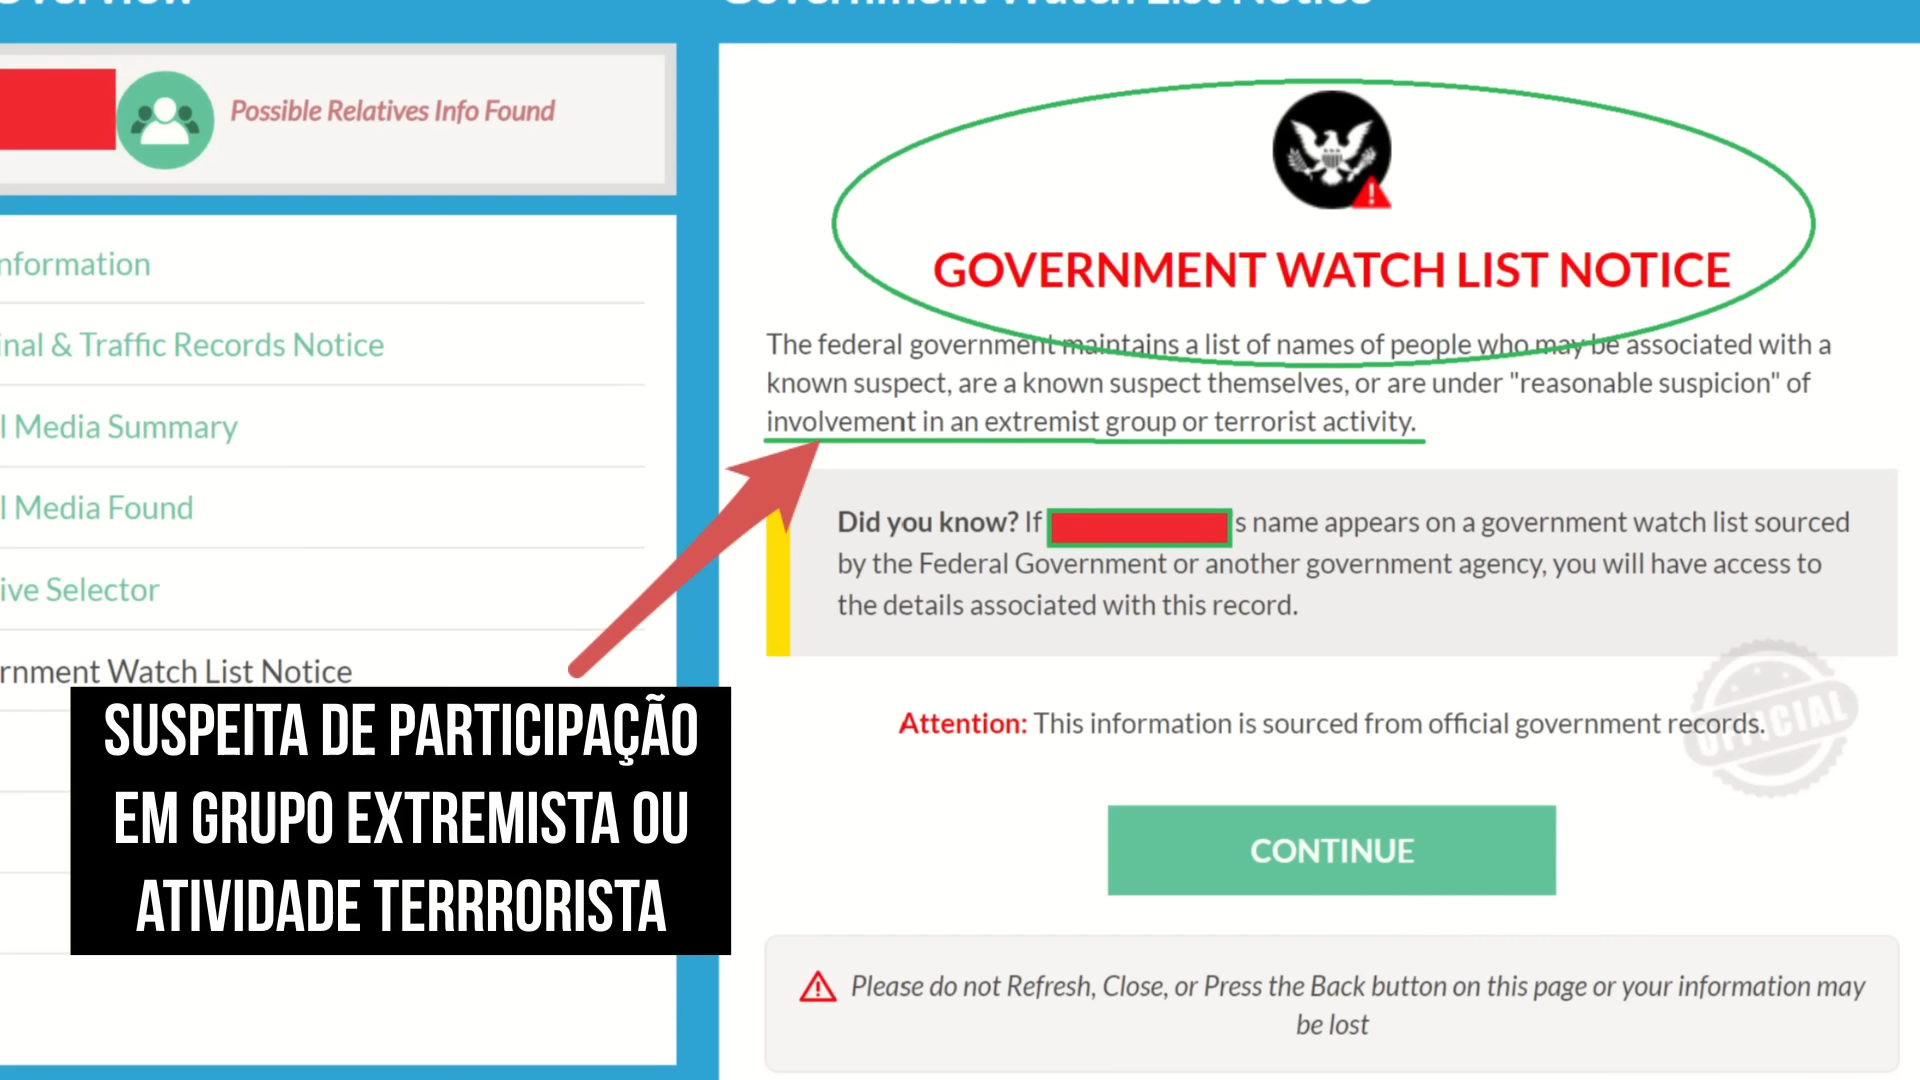 Overview
Government Watch List Notice
Possible Relatives Info Found
nformation
inal & Traffic Records Notice
l Media Summary
l Media Found
ive Selector
rnment Watch List Notice
SUSPEITA DE PARTICIPAÇÃO
EM GRUPO EXTREMISTA OU
ATIVIDADE TERRRORISTA
GOVERNMENT WATCH LIST NOTICE
The federal government maintains a list of names of people who may be associated with a
known suspect, are a known suspect themselves, or are under "reasonable suspicion" of
involvement in an extremist group or terrorist activity.
Did you know? If s name appears on a government watch list sourced
by the Federal Government or another government agency, you will have access to
the details associated with this record.
Attention: This information is sourced from official government records.
OFFICIAL
CONTINUE
Please do not Refresh, Close, or Press the Back button on this page or your information may
be lost